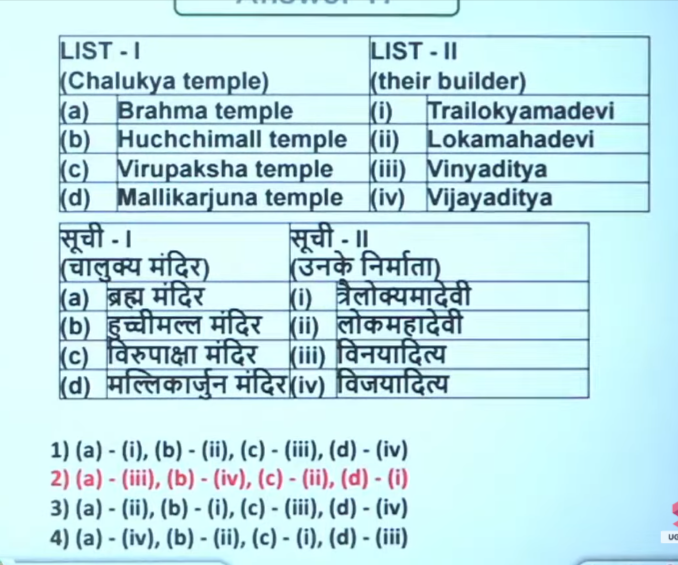 LIST - I LIST - II
(Chalukya temple) (their builder)
(a) Brahma temple (i) Trailokyamadevi
(b) Huchchimall temple (ii) Lokamahadevi
(c) Virupaksha temple (iii) Vinyaditya
(d) Mallikarjuna temple (iv) Vijayaditya
सूची - I सूची - II
(चालुक्य मंदिर) (उनके निर्माता)
(a) ब्रह्म मंदिर (i) त्रैलोक्यमादेवी
(b) हुच्चीमल्ल मंदिर (ii) लोकमहादेवी
(c) विरुपाक्षा मंदिर (iii) विनयादित्य
(d) मल्लिकार्जुन मंदिर (iv) विजयादित्य
1) (a) - (i), (b) - (ii), (c) - (iii), (d) - (iv)
2) (a) - (iii), (b) - (iv), (c) - (ii), (d) - (i)
3) (a) - (ii), (b) - (i), (c) - (iii), (d) - (iv)
4) (a) - (iv), (b) - (ii), (c) - (i), (d) - (iii)